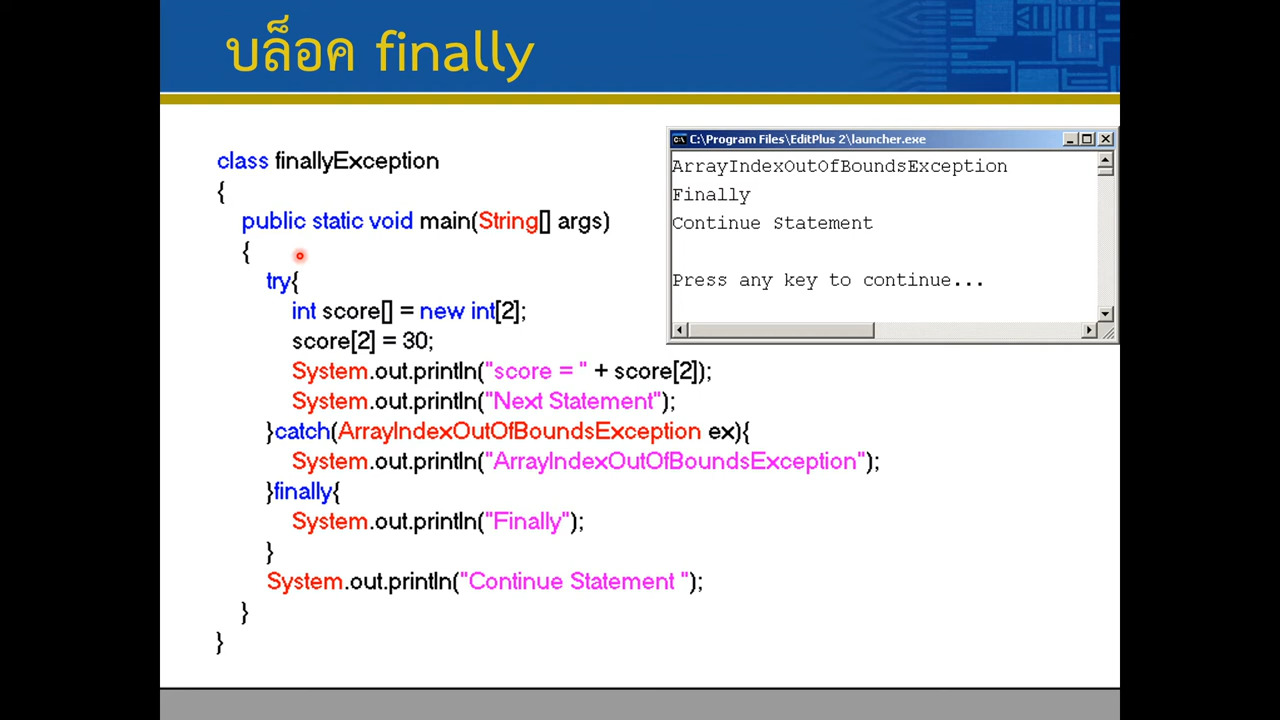 บล็อค finally
class finallyException
{
public static void main(String[] args)
{
try{
int score[] = new int[2];
score[2] = 30;
System.out.println("score = " + score[2]);
System.out.println("Next Statement");
}catch(ArrayIndexOutOfBoundsException ex){
System.out.println("ArrayIndexOutOfBoundsException");
}finally{
System.out.println("Finally");
}
System.out.println("Continue Statement ");
}
}
C:\Program Files\EditPlus 2\launcher.exe
ArrayIndexOutOfBoundsException
Finally
Continue Statement
Press any key to continue...